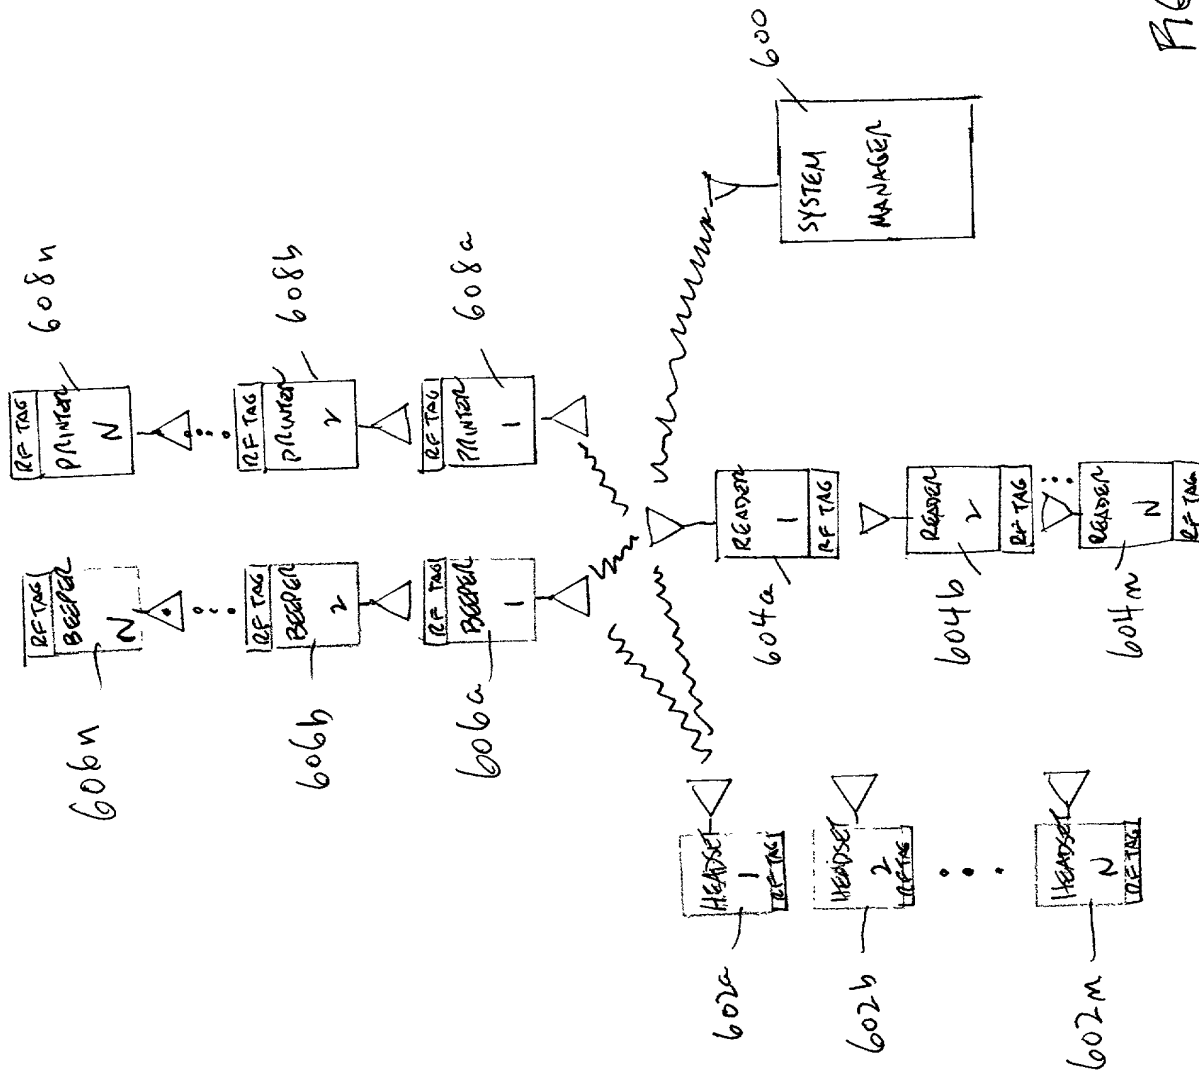 608n
RF TAG
PRINTER
N
608b
RF TAG
PRINTER
2
608a
RF TAG
PRINTER
1
RF TAG
BEEPER
N
606n
RF TAG
BEEPER
2
606b
RF TAG
BEEPER
1
606a
600
SYSTEM
MANAGER
READER
1
RF TAG
604a
READER
2
RF TAG
604b
READER
N
RF TAG
604n
HEADSET
1
RF TAG
602a
HEADSET
2
RF TAG
602b
HEADSET
N
RF TAG
602n